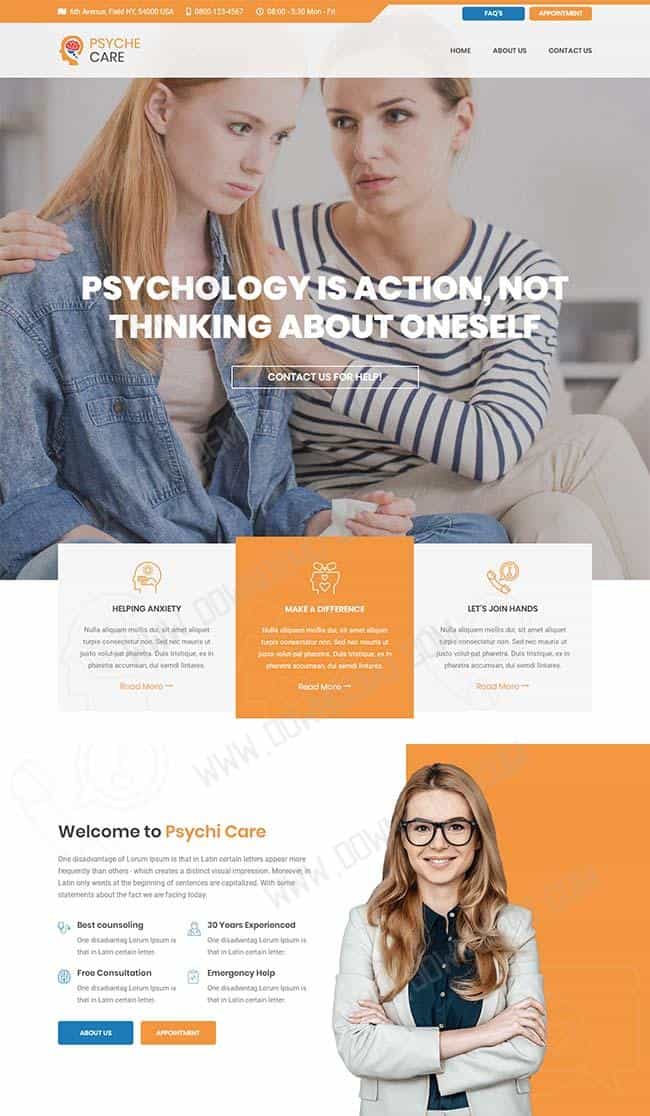 6th Avenue, Field HY, 54000 USA 0800-123-4567 08:00 - 5:30 Mon - Fri
FAQ'S APPOINTMENT
PSYCHE
CARE
HOME ABOUT US CONTACT US
PSYCHOLOGY IS ACTION, NOT
THINKING ABOUT ONESELF
CONTACT US FOR HELP!
HELPING ANXIETY
Nulla aliquam mollis dui, sit amet aliquet
turpis consectetur non. Sed nec mauris ut
justo volut-pat pharetra. Duis tristique, ex in
pharetra accumsan, dui semdi lintares.
Read More
MAKE A DIFFERENCE
Nulla aliquam mollis dui, sit amet aliquet
turpis consectetur non. Sed nec mauris ut
justo volut-pat pharetra. Duis tristique, ex in
pharetra accumsan, dui semdi lintares.
Read More
LET'S JOIN HANDS
Nulla aliquam mollis dui, sit amet aliquet
turpis consectetur non. Sed nec mauris ut
justo volut-pat pharetra. Duis tristique, ex in
pharetra accumsan, dui semdi lintares.
Read More
Welcome to Psychi Care
One disadvantage of Lorum Ipsum is that in Latin certain letters appear more
frequently than others - which creates a distinct visual impression. Moreover, in
Latin only words at the beginning of sentences are capitalized. With some
statements about the fact we are facing today.
Best counseling
One disadvantag Lorum Ipsum is
that in Latin certain letter.
30 Years Experienced
One disadvantag Lorum Ipsum is
that in Latin certain letter.
Free Consultation
One disadvantag Lorum Ipsum is
that in Latin certain letter.
Emergency Help
One disadvantag Lorum Ipsum is
that in Latin certain letter.
ABOUT US APPOINTMENT